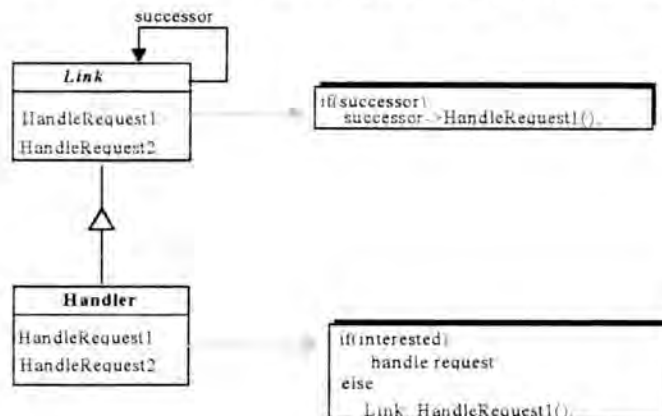 successor
Link
HandleRequest1
HandleRequest2
if(successor)
successor->HandleRequest1().
Handler
HandleRequest1
HandleRequest2
if(interested)
handle request
else
Link HandleRequest1().